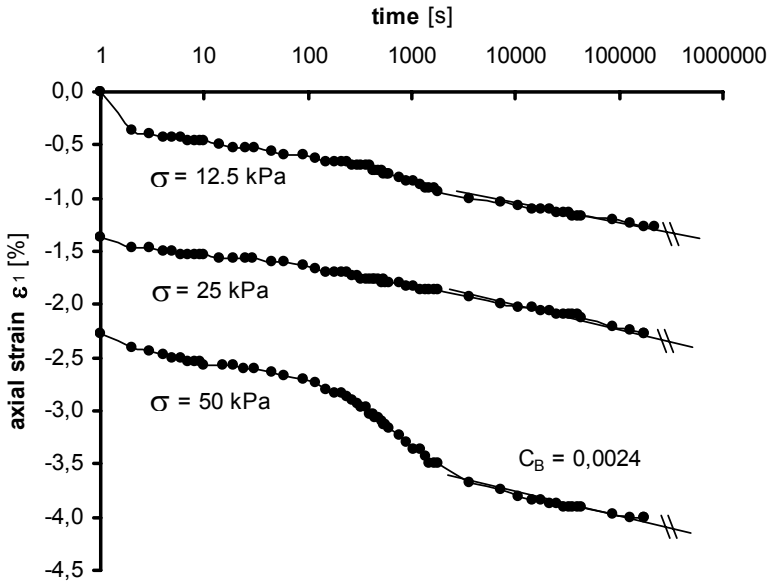 time [s]
1 10 100 1000 10000 100000 1000000
0,0
-0,5
-1,0
-1,5
-2,0
-2,5
-3,0
-3,5
-4,0
-4,5
axial strain ε1 [%]
σ = 12.5 kPa
σ = 25 kPa
σ = 50 kPa
CB = 0,0024